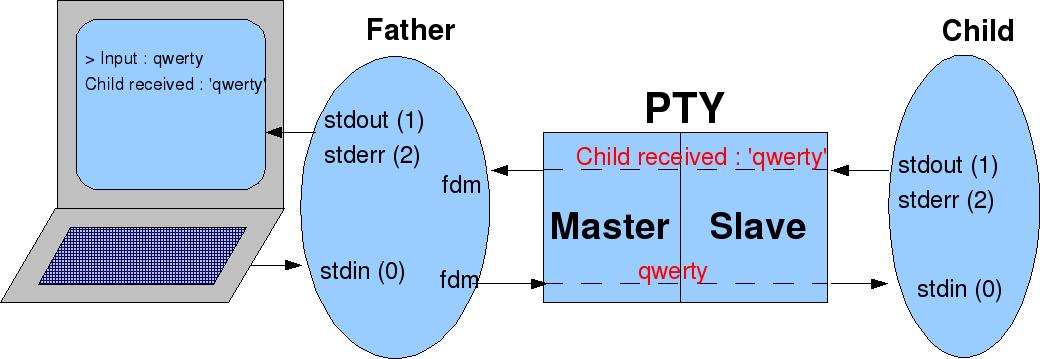 Father
Child
> Input : qwerty
Child received : 'qwerty'
PTY
stdout (1)
stderr (2)
fdm
stdin (0)
fdm
Child received : 'qwerty'
Master
Slave
qwerty
stdout (1)
stderr (2)
stdin (0)